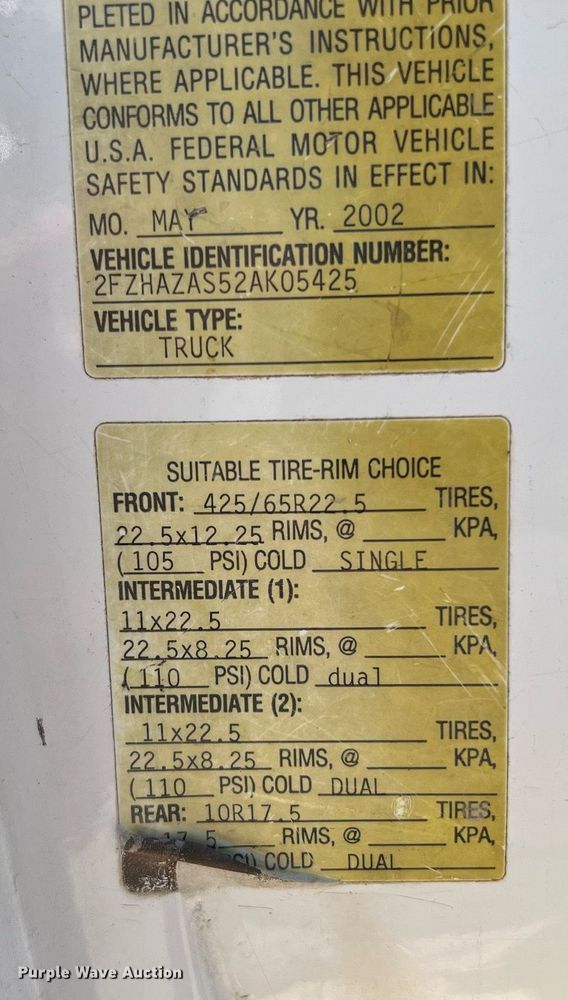 PLETED IN ACCORDANCE WITH PRIOR
MANUFACTURER'S INSTRUCTIONS,
WHERE APPLICABLE. THIS VEHICLE
CONFORMS TO ALL OTHER APPLICABLE
U.S.A. FEDERAL MOTOR VEHICLE
SAFETY STANDARDS IN EFFECT IN:
MO. MAY YR. 2002
VEHICLE IDENTIFICATION NUMBER:
2FZHAZAS52AK05425
VEHICLE TYPE:
TRUCK
SUITABLE TIRE-RIM CHOICE
FRONT: 425/65R22.5 TIRES,
22.5x12.25 RIMS, @ KPA,
(105 PSI) COLD SINGLE
INTERMEDIATE (1):
11x22.5 TIRES,
22.5x8.25 RIMS, @ KPA,
(110 PSI) COLD dual
INTERMEDIATE (2):
11x22.5 TIRES,
22.5x8.25 RIMS, @ KPA,
(110 PSI) COLD DUAL
REAR: 10R17.5 TIRES,
17.5 RIMS, @ KPA,
COLD DUAL
Purple Wave Auction